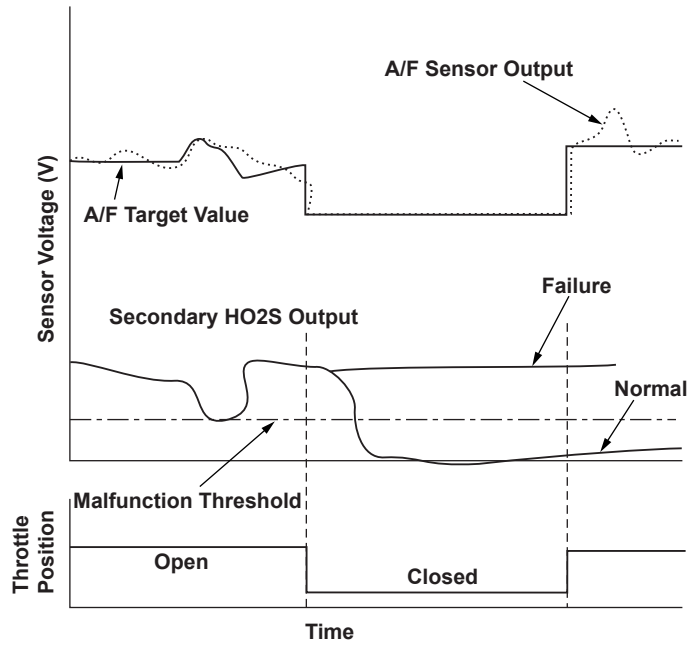 A/F Sensor Output
A/F Target Value
Sensor Voltage (V)
Failure
Secondary HO2S Output
Normal
Malfunction Threshold
Throttle
Position
Open
Closed
Time